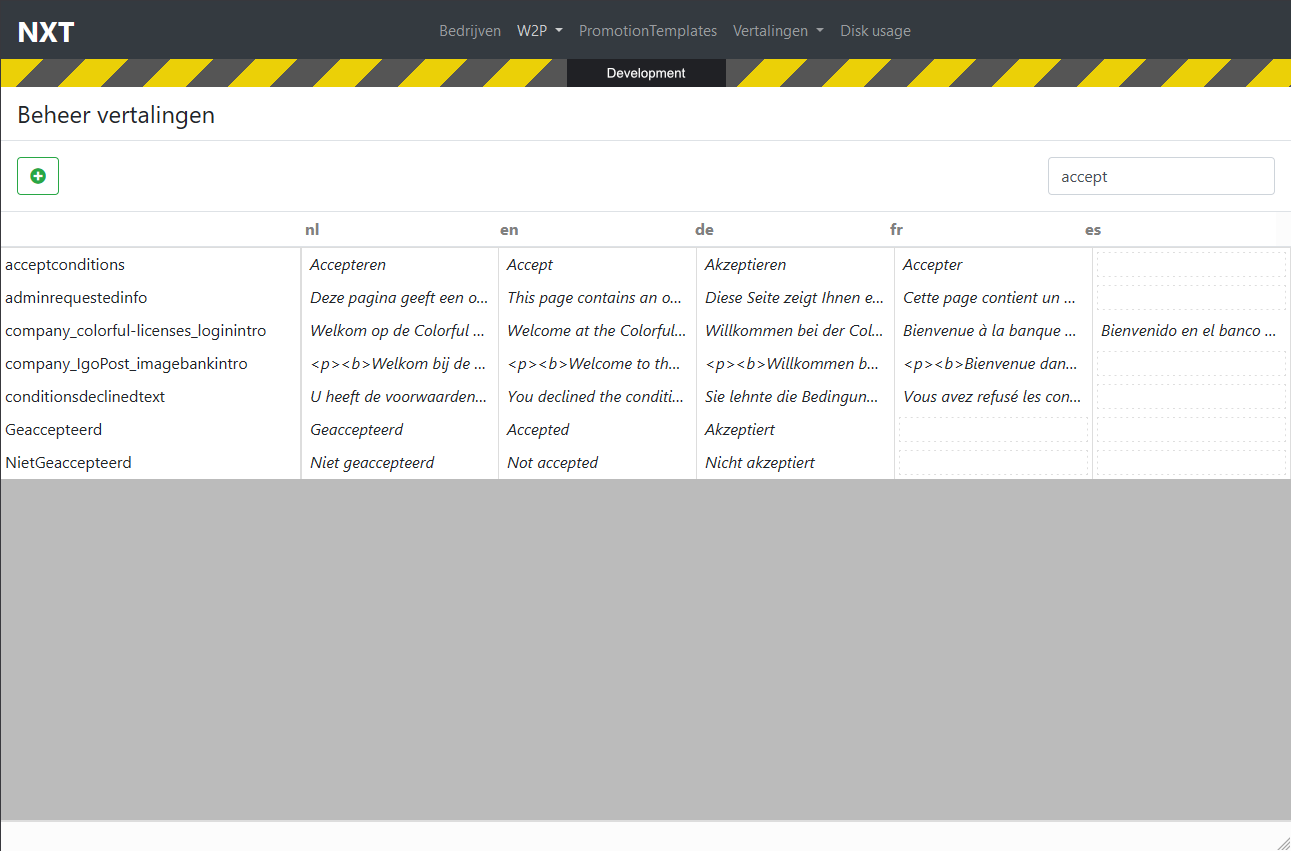 NXT Bedrijven W2P PromotionTemplates Vertalingen Disk usage
Development
Beheer vertalingen
accept
nl en de fr es
acceptconditions Accepteren Accept Akzeptieren Accepter
adminrequestedinfo Deze pagina geeft een o... This page contains an o... Diese Seite zeigt Ihnen e... Cette page contient un ...
company_colorful-licenses_loginintro Welkom op de Colorful ... Welcome at the Colorful... Willkommen bei der Col... Bienvenue à la banque ... Bienvenido en el banco ...
company_IgoPost_imagebankintro <p><b>Welkom bij de ... <p><b>Welcome to th... <p><b>Willkommen b... <p><b>Bienvenue dan...
conditionsdeclinedtext U heeft de voorwaarden... You declined the conditi... Sie lehnte die Bedingun... Vous avez refusé les con...
Geaccepteerd Geaccepteerd Accepted Akzeptiert
NietGeaccepteerd Niet geaccepteerd Not accepted Nicht akzeptiert